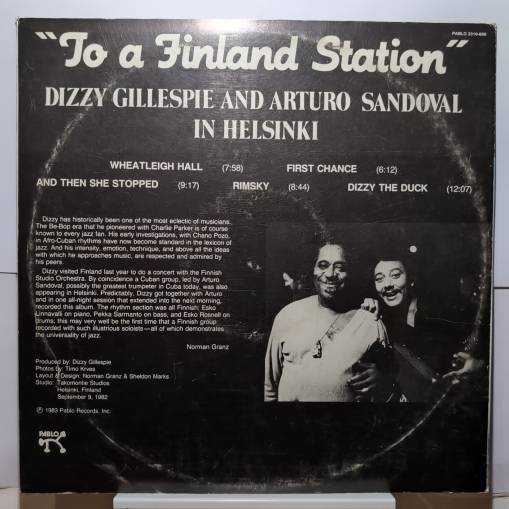 PABLO 2310-889
"To a Finland Station"
DIZZY GILLESPIE AND ARTURO SANDOVAL
IN HELSINKI
WHEATLEIGH HALL (7:58) FIRST CHANCE (6:12)
AND THEN SHE STOPPED (9:17) RIMSKY (8:44) DIZZY THE DUCK (12:07)
Dizzy has historically been one of the most eclectic of musicians.
The Be-Bop era that he pioneered with Charlie Parker is of course
known to every jazz fan. His early investigations, with Chano Pozo,
in Afro-Cuban rhythms have now become standard in the lexicon of
jazz. And his intensity, emotion, technique, and above all the ideas
with which he approaches music, are respected and admired by
his peers.
Dizzy visited Finland last year to do a concert with the Finnish
Studio Orchestra. By coincidence a Cuban group, led by Arturo
Sandoval, possibly the greatest trumpeter in Cuba today, was also
appearing in Helsinki. Predictably, Dizzy got together with Arturo
and in one all-night session that extended into the next morning,
recorded this album. The rhythm section was all Finnish: Esko
Linnavalli on piano, Pekka Sarmanto on bass, and Esko Rosnell on
drums; this may very well be the first time that a Finnish group
recorded with such illustrious soloists—all of which demonstrates
the universality of jazz.
Norman Granz
Produced by: Dizzy Gillespie
Photos by: Timo Kirves
Layout & Design: Norman Granz & Sheldon Marks
Studio: Takomontie Studios
Helsinki, Finland
September 9, 1982
℗ 1983 Pablo Records, Inc.
PABLO